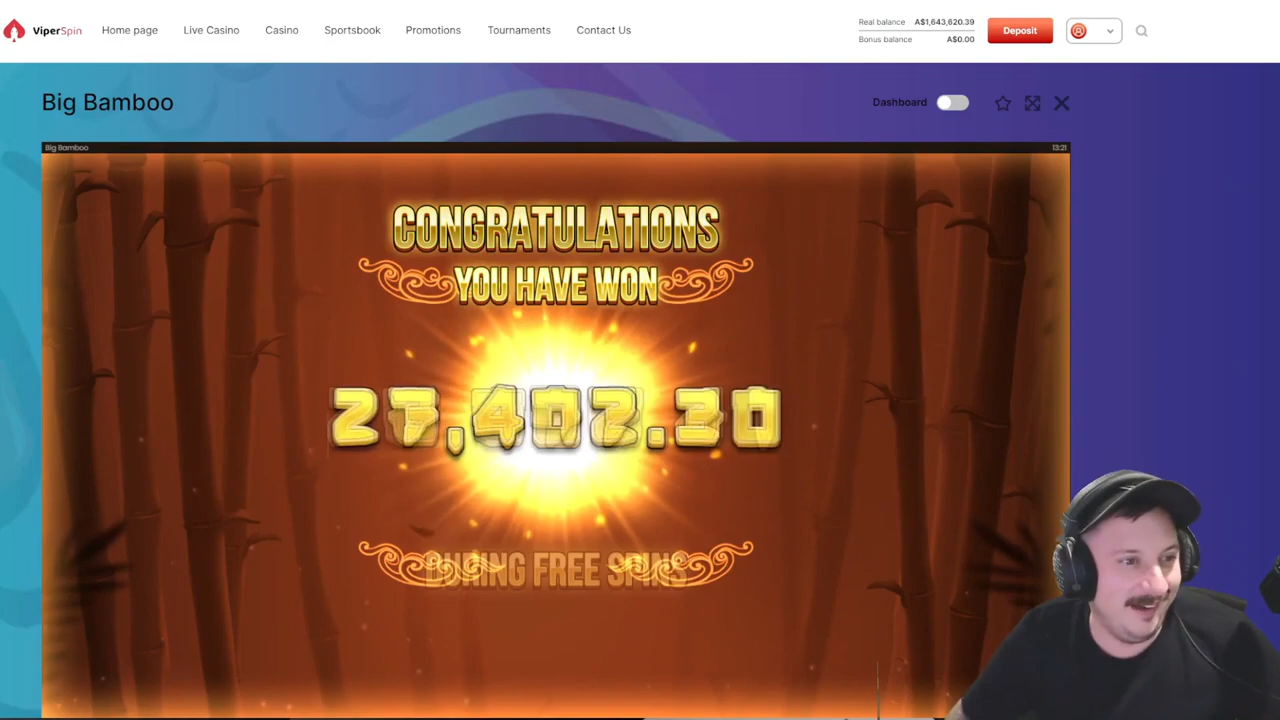 ViperSpin
Home page
Live Casino
Casino
Sportsbook
Promotions
Tournaments
Contact Us
Real balance A$1,643,620.39
Bonus balance A$0.00
Deposit
Big Bamboo
Dashboard
Big Bamboo
13:21
CONGRATULATIONS
YOU HAVE WON
27,402.30
DURING FREE SPINS